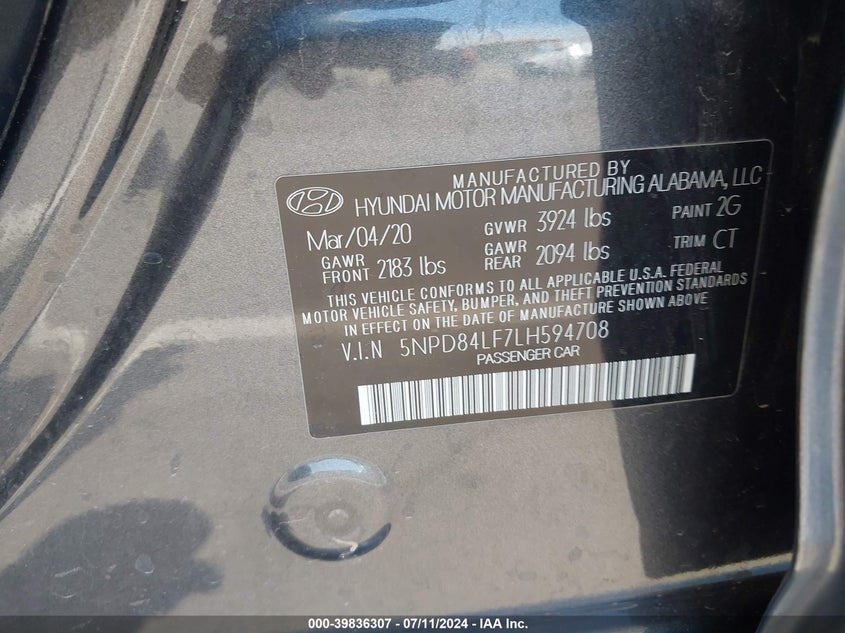 MANUFACTURED BY
HYUNDAI MOTOR MANUFACTURING ALABAMA, LLC
Mar/04/20 GVWR 3924 lbs PAINT 2G
GAWR FRONT 2183 lbs GAWR REAR 2094 lbs TRIM CT
THIS VEHICLE CONFORMS TO ALL APPLICABLE U.S.A. FEDERAL
MOTOR VEHICLE SAFETY, BUMPER, AND THEFT PREVENTION STANDARDS
IN EFFECT ON THE DATE OF MANUFACTURE SHOWN ABOVE
V.I.N 5NPD84LF7LH594708
PASSENGER CAR
000-39836307 - 07/11/2024 - IAA Inc.